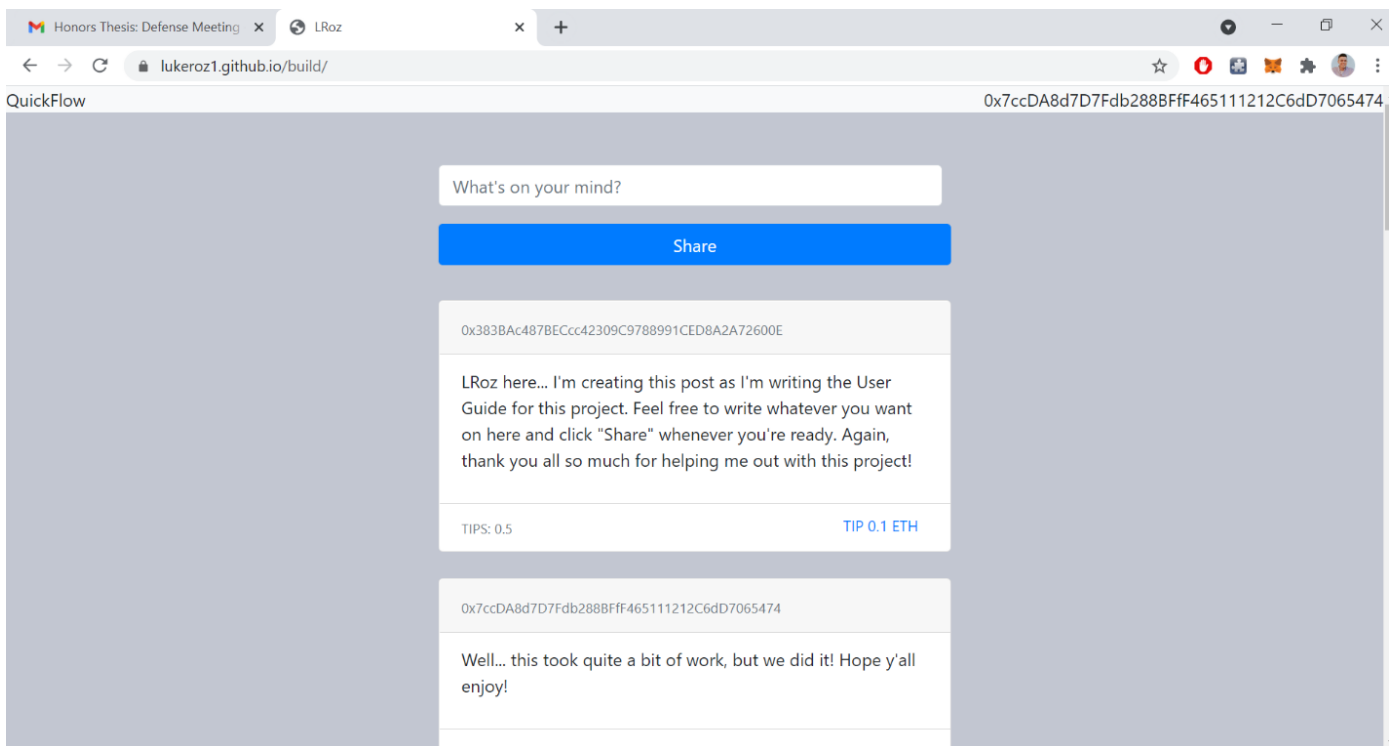 Honors Thesis: Defense Meeting
LRoz
lukeroz1.github.io/build/
QuickFlow
0x7ccDA8d7D7Fdb288BFfF465111212C6dD7065474
What's on your mind?
Share
0x383BAc487BECcc42309C9788991CED8A2A72600E
LRoz here... I'm creating this post as I'm writing the User
Guide for this project. Feel free to write whatever you want
on here and click "Share" whenever you're ready. Again,
thank you all so much for helping me out with this project!
TIPS: 0.5
TIP 0.1 ETH
0x7ccDA8d7D7Fdb288BFfF465111212C6dD7065474
Well... this took quite a bit of work, but we did it! Hope y'all
enjoy!